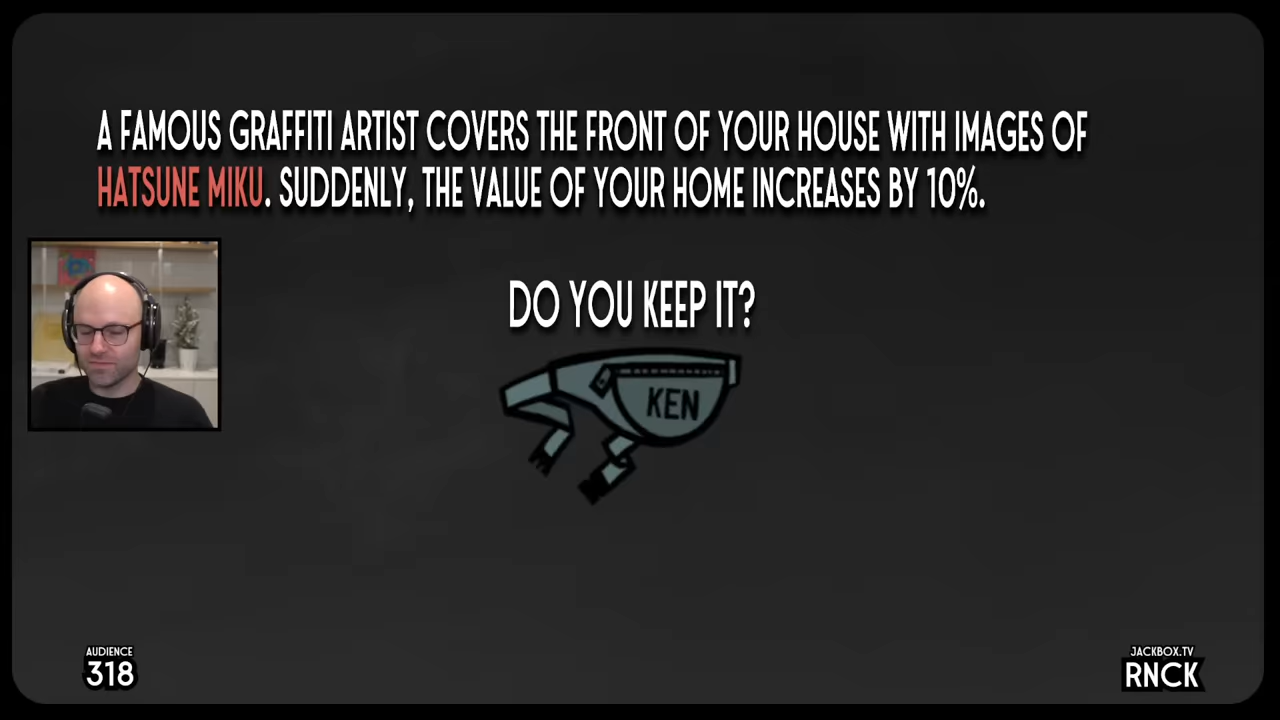 A FAMOUS GRAFFITI ARTIST COVERS THE FRONT OF YOUR HOUSE WITH IMAGES OF
HATSUNE MIKU. SUDDENLY, THE VALUE OF YOUR HOME INCREASES BY 10%.
DO YOU KEEP IT?
KEN
AUDIENCE
318
JACKBOX.TV
RNCK